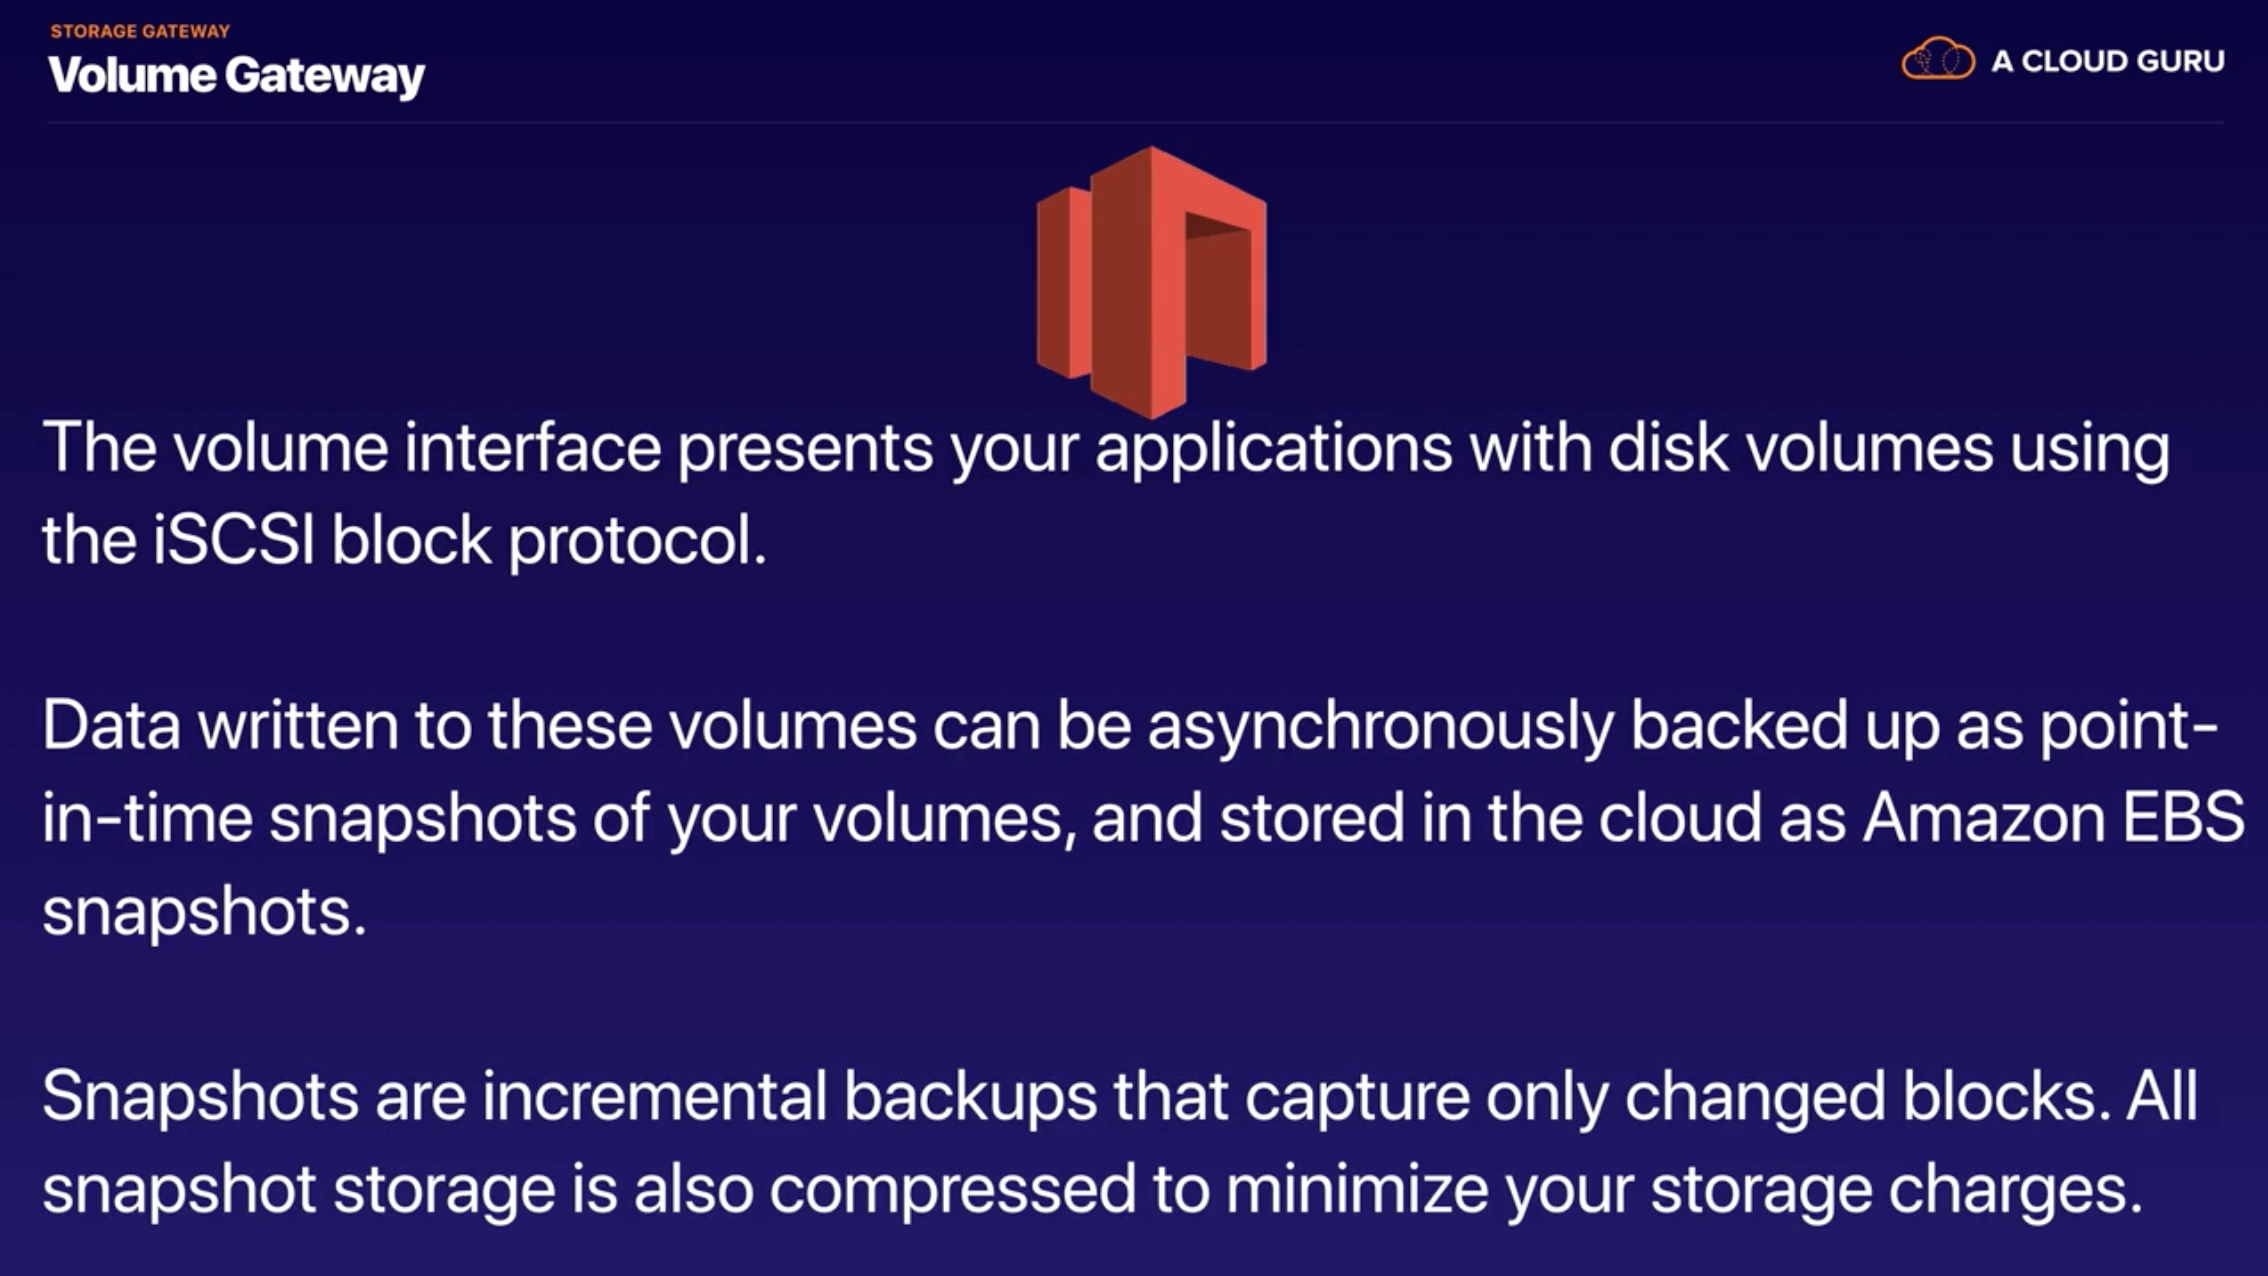 STORAGE GATEWAY
Volume Gateway
A CLOUD GURU
The volume interface presents your applications with disk volumes using
the iSCSI block protocol.
Data written to these volumes can be asynchronously backed up as point-
in-time snapshots of your volumes, and stored in the cloud as Amazon EBS
snapshots.
Snapshots are incremental backups that capture only changed blocks. All
snapshot storage is also compressed to minimize your storage charges.